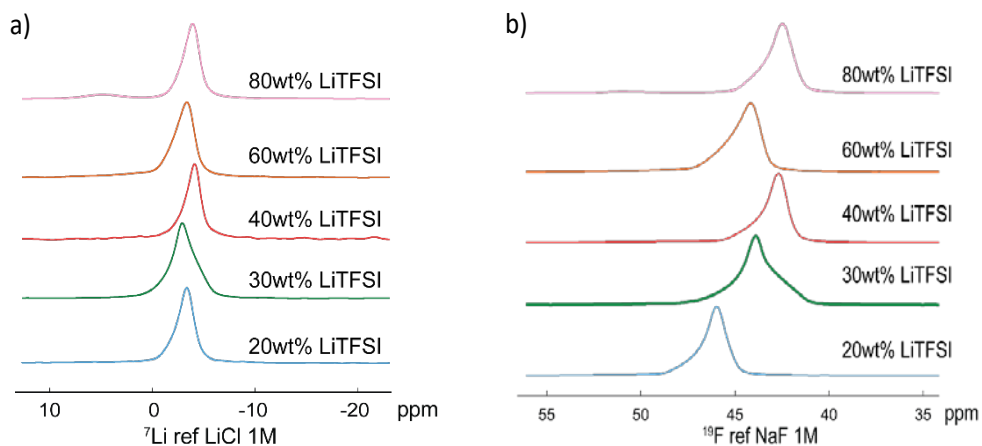 a)
80wt% LiTFSI
60wt% LiTFSI
40wt% LiTFSI
30wt% LiTFSI
20wt% LiTFSI
10 0 -10 -20 ppm
⁷Li ref LiCl 1M
b)
80wt% LiTFSI
60wt% LiTFSI
40wt% LiTFSI
30wt% LiTFSI
20wt% LiTFSI
55 50 45 40 35 ppm
¹⁹F ref NaF 1M